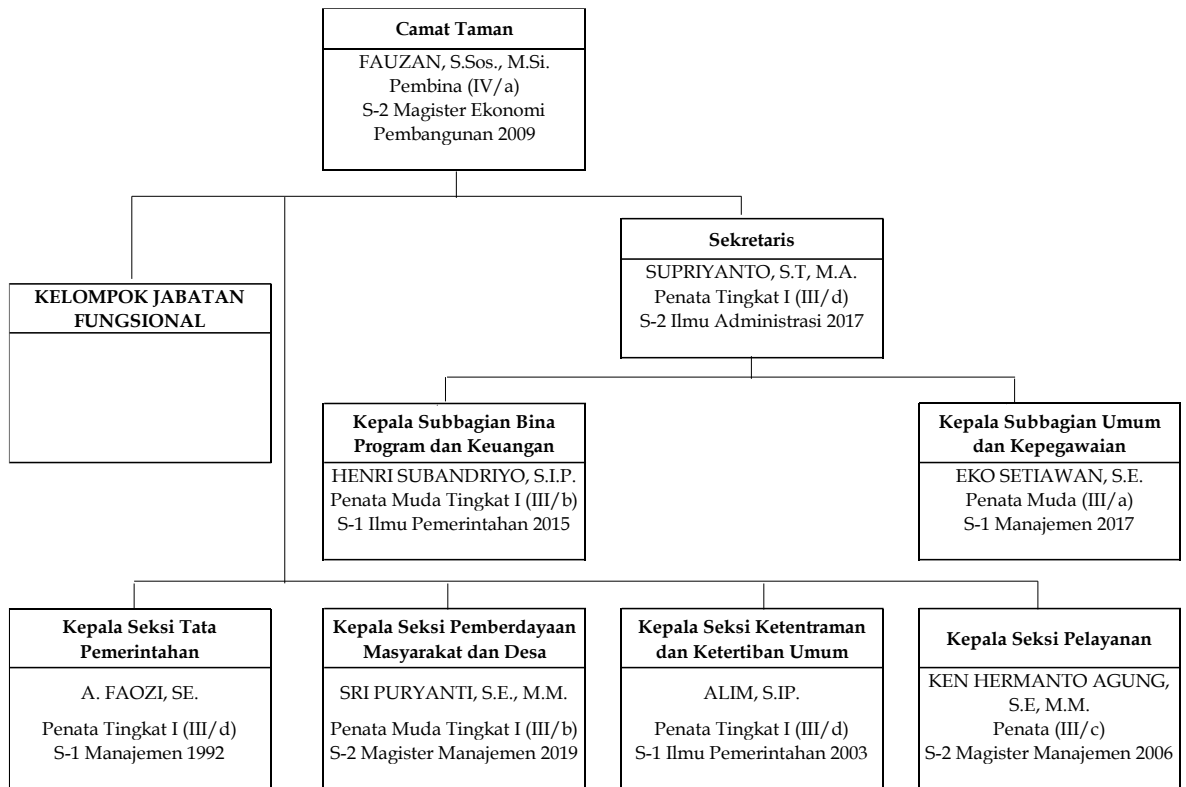 Camat Taman
FAUZAN, S.Sos., M.Si.
Pembina (IV/a)
S-2 Magister Ekonomi
Pembangunan 2009
Sekretaris
SUPRIYANTO, S.T, M.A.
Penata Tingkat I (III/d)
S-2 Ilmu Administrasi 2017
KELOMPOK JABATAN
FUNGSIONAL
Kepala Subbagian Bina
Program dan Keuangan
HENRI SUBANDRIYO, S.I.P.
Penata Muda Tingkat I (III/b)
S-1 Ilmu Pemerintahan 2015
Kepala Subbagian Umum
dan Kepegawaian
EKO SETIAWAN, S.E.
Penata Muda (III/a)
S-1 Manajemen 2017
Kepala Seksi Tata
Pemerintahan
A. FAOZI, SE.
Penata Tingkat I (III/d)
S-1 Manajemen 1992
Kepala Seksi Pemberdayaan
Masyarakat dan Desa
SRI PURYANTI, S.E., M.M.
Penata Muda Tingkat I (III/b)
S-2 Magister Manajemen 2019
Kepala Seksi Ketentraman
dan Ketertiban Umum
ALIM, S.IP.
Penata Tingkat I (III/d)
S-1 Ilmu Pemerintahan 2003
Kepala Seksi Pelayanan
KEN HERMANTO AGUNG,
S.E, M.M.
Penata (III/c)
S-2 Magister Manajemen 2006